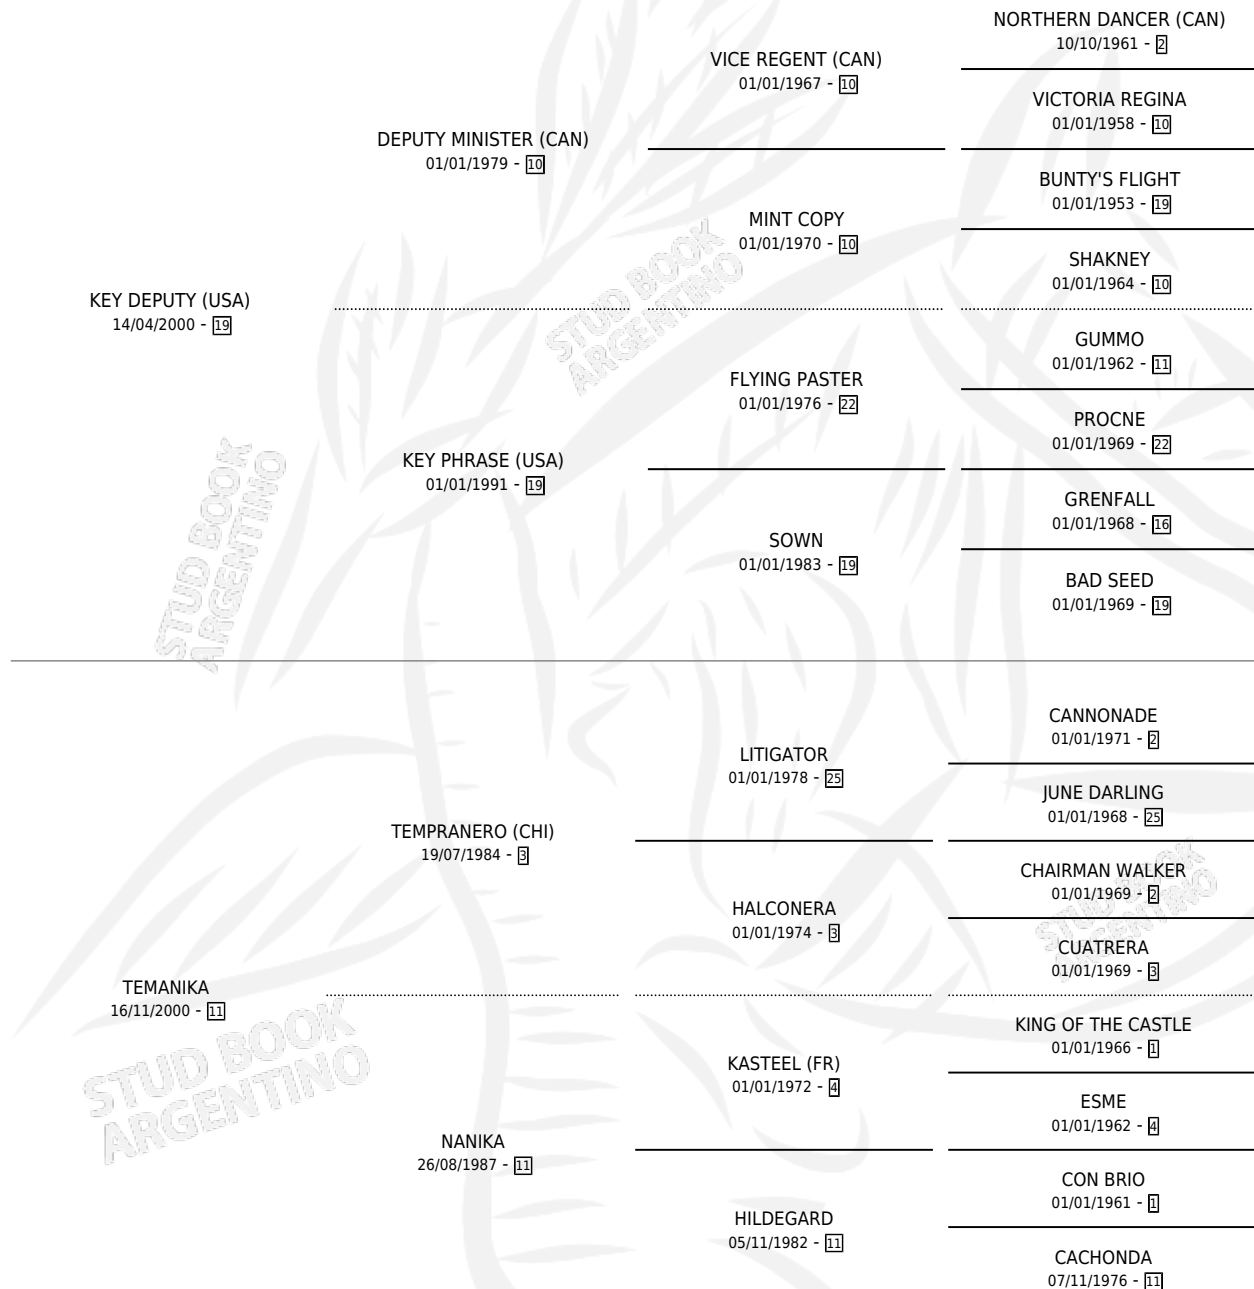 NORTHERN DANCER (CAN)
10/10/1961 - 2
VICE REGENT (CAN)
01/01/1967 - 10
VICTORIA REGINA
01/01/1958 - 10
DEPUTY MINISTER (CAN)
01/01/1979 - 10
BUNTY'S FLIGHT
01/01/1953 - 19
MINT COPY
01/01/1970 - 10
SHAKNEY
01/01/1964 - 10
KEY DEPUTY (USA)
14/04/2000 - 19
GUMMO
01/01/1962 - 11
FLYING PASTER
01/01/1976 - 22
PROCNE
01/01/1969 - 22
KEY PHRASE (USA)
01/01/1991 - 19
GRENFALL
01/01/1968 - 16
SOWN
01/01/1983 - 19
BAD SEED
01/01/1969 - 19
CANNONADE
01/01/1971 - 2
LITIGATOR
01/01/1978 - 25
JUNE DARLING
01/01/1968 - 25
TEMPRANERO (CHI)
19/07/1984 - 3
CHAIRMAN WALKER
01/01/1969 - 2
HALCONERA
01/01/1974 - 3
CUATRERA
01/01/1969 - 3
TEMANIKA
16/11/2000 - 11
KING OF THE CASTLE
01/01/1966 - 1
KASTEEL (FR)
01/01/1972 - 4
ESME
01/01/1962 - 4
NANIKA
26/08/1987 - 11
CON BRIO
01/01/1961 - 1
HILDEGARD
05/11/1982 - 11
CACHONDA
07/11/1976 - 11
STUD BOOK
ARGENTINO
STUD BOOK
ARGENTINO
STUD BOOK
ARGENTINO
STUD BOOK
ARGENTINO